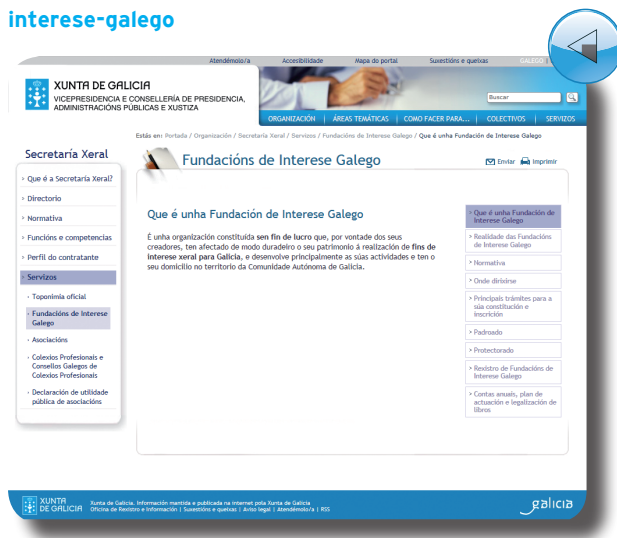 interese-galego
Atendémolo/a Accesibilidade Mapa do portal Suxestións e queixas GALEGO |
XUNTA DE GALICIA
VICEPRESIDENCIA E CONSELLERÍA DE PRESIDENCIA,
ADMINISTRACIÓNS PÚBLICAS E XUSTIZA
Buscar
ORGANIZACIÓN | ÁREAS TEMÁTICAS | COMO FACER PARA... | COLECTIVOS | SERVIZOS
Estás en: Portada / Organización / Secretaría Xeral / Servizos / Fundacións de Interese Galego / Que é unha Fundación de Interese Galego
Secretaría Xeral
Que é a Secretaría Xeral?
Directorio
Normativa
Funcións e competencias
Perfil do contratante
Servizos
Toponimia oficial
Fundacións de Interese
Galego
Asociacións
Colexios Profesionais e
Consellos Galegos de
Colexios Profesionais
Declaración de utilidade
pública de asociacións
Fundacións de Interese Galego
Enviar Imprimir
Que é unha Fundación de Interese Galego
É unha organización constituída sen fin de lucro que, por vontade dos seus
creadores, ten afectado de modo duradeiro o seu patrimonio á realización de fins de
interese xeral para Galicia, e desenvolve principalmente as súas actividades e ten o
seu domicilio no territorio da Comunidade Autónoma de Galicia.
> Que é unha Fundación de
Interese Galego
> Realidade das Fundacións
de Interese Galego
> Normativa
> Onde dirixirse
> Principais trámites para a
súa constitución e
inscrición
> Padroado
> Protectorado
> Rexistro de Fundacións de
Interese Galego
> Contas anuais, plan de
actuación e legalización de
libros
XUNTA
DE GALICIA
Xunta de Galicia. Información mantida e publicada na internet pola Xunta de Galicia
Oficina de Rexistro e Información | Suxestións e queixas | Aviso legal | Atendémolo/a | RSS
galicia